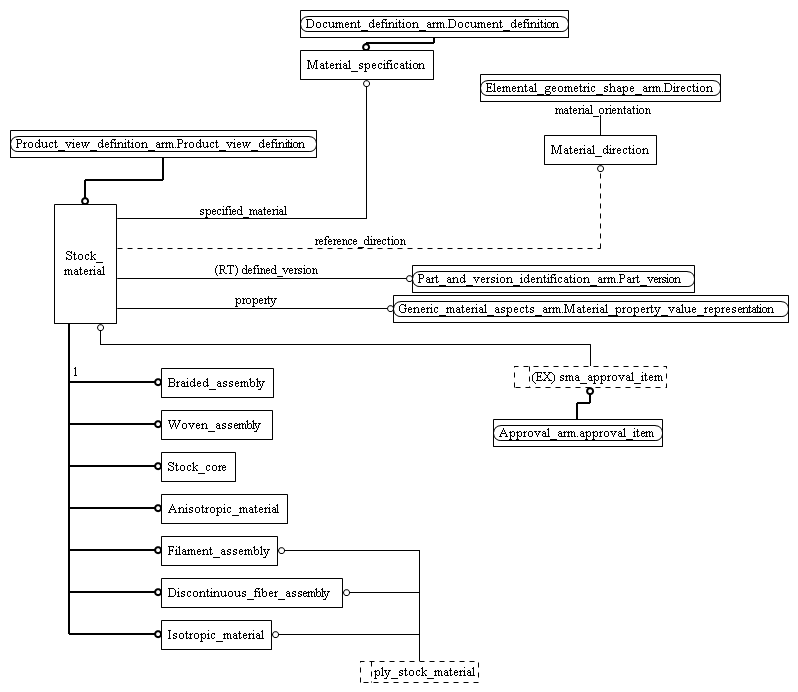 Document_definition_arm.Document_definition
Material_specification
Elemental_geometric_shape_arm.Direction
material_orientation
Product_view_definition_arm.Product_view_definition
Material_direction
specified_material
Stock_
material
reference_direction
(RT) defined_version
Part_and_version_identification_arm.Part_version
property
Generic_material_aspects_arm.Material_property_value_representation
1
Braided_assembly
(EX) sma_approval_item
Woven_assembly
Approval_arm.approval_item
Stock_core
Anisotropic_material
Filament_assembly
Discontinuous_fiber_assembly
Isotropic_material
ply_stock_material